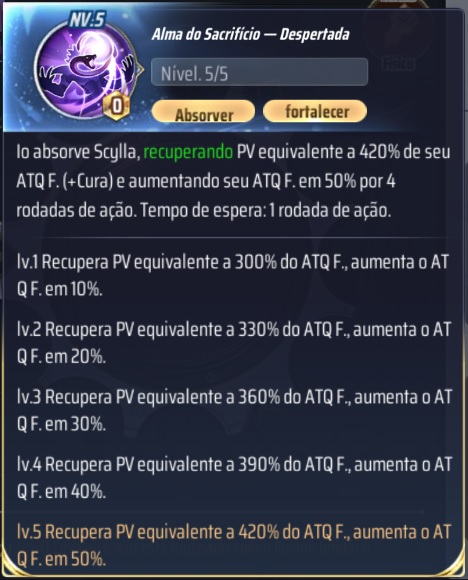 NV.5
Alma do Sacrifício — Despertada
Nível. 5/5
0
Absorver
fortalecer
Io absorve Scylla, recuperando PV equivalente a 420% de seu
ATQ F. (+Cura) e aumentando seu ATQ F. em 50% por 4
rodadas de ação. Tempo de espera: 1 rodada de ação.
lv.1 Recupera PV equivalente a 300% do ATQ F., aumenta o AT
Q F. em 10%.
lv.2 Recupera PV equivalente a 330% do ATQ F., aumenta o AT
Q F. em 20%.
lv.3 Recupera PV equivalente a 360% do ATQ F., aumenta o AT
Q F. em 30%.
lv.4 Recupera PV equivalente a 390% do ATQ F., aumenta o AT
Q F. em 40%.
lv.5 Recupera PV equivalente a 420% do ATQ F., aumenta o AT
Q F. em 50%.